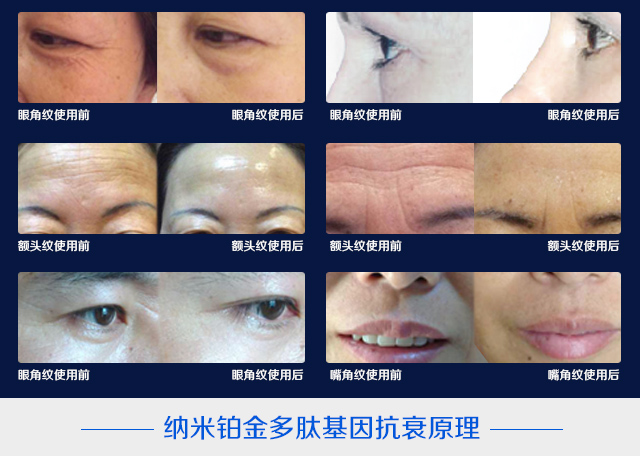 眼角纹使用前 眼角纹使用后 眼角纹使用前 眼角纹使用后
额头纹使用前 额头纹使用后 额头纹使用前 额头纹使用后
眼角纹使用前 眼角纹使用后 嘴角纹使用前 嘴角纹使用后
纳米铂金多肽基因抗衰原理